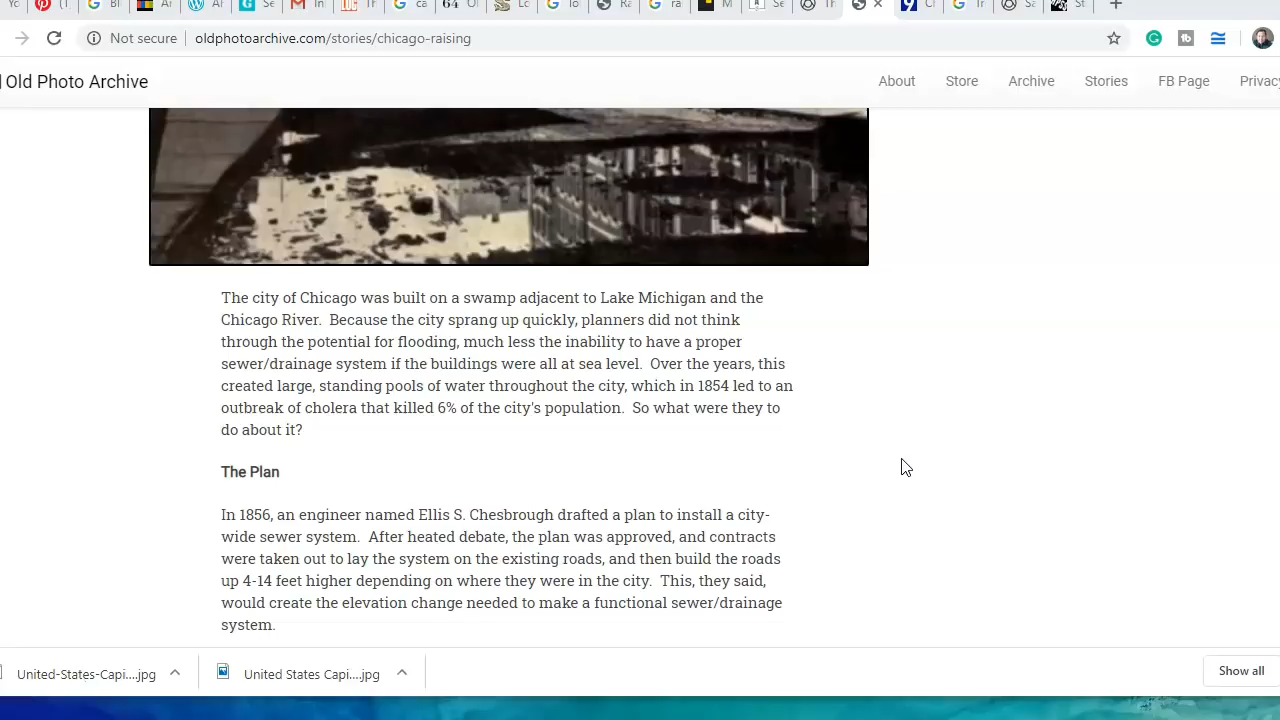 Not secure oldphotoarchive.com/stories/chicago-raising
Old Photo Archive About Store Archive Stories FB Page
The city of Chicago was built on a swamp adjacent to Lake Michigan and the
Chicago River. Because the city sprang up quickly, planners did not think
through the potential for flooding, much less the inability to have a proper
sewer/drainage system if the buildings were all at sea level. Over the years, this
created large, standing pools of water throughout the city, which in 1854 led to an
outbreak of cholera that killed 6% of the city's population. So what were they to
do about it?
The Plan
In 1856, an engineer named Ellis S. Chesbrough drafted a plan to install a city-
wide sewer system. After heated debate, the plan was approved, and contracts
were taken out to lay the system on the existing roads, and then build the roads
up 4-14 feet higher depending on where they were in the city. This, they said,
would create the elevation change needed to make a functional sewer/drainage
system.
United-States-Capi....jpg United States Capi....jpg Show all